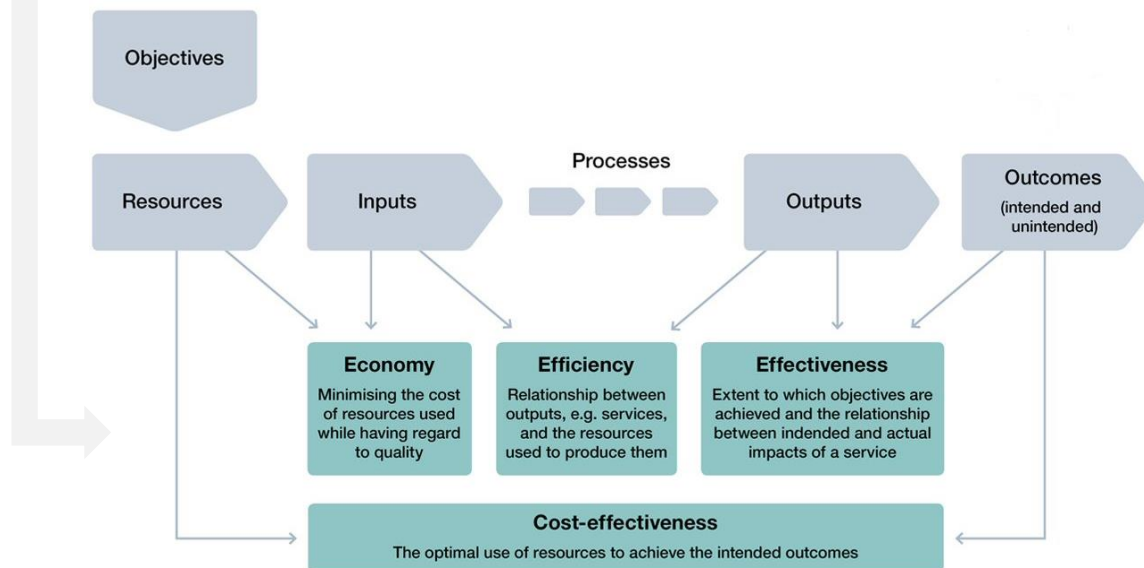 Objectives
Resources
Inputs
Processes
Outputs
Outcomes
(intended and
unintended)
Economy
Minimising the cost
of resources used
while having regard
to quality
Efficiency
Relationship between
outputs, e.g. services,
and the resources
used to produce them
Effectiveness
Extent to which objectives are
achieved and the relationship
between indended and actual
impacts of a service
Cost-effectiveness
The optimal use of resources to achieve the intended outcomes